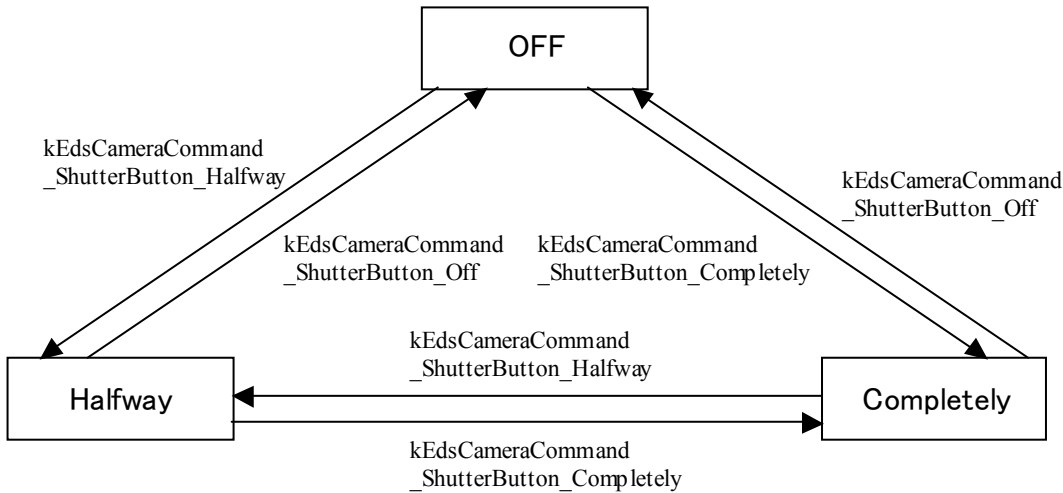 OFF
kEdsCameraCommand
_ShutterButton_Halfway
kEdsCameraCommand
_ShutterButton_Off
kEdsCameraCommand
_ShutterButton_Off
kEdsCameraCommand
_ShutterButton_Completely
kEdsCameraCommand
_ShutterButton_Halfway
Halfway
Completely
kEdsCameraCommand
_ShutterButton_Completely